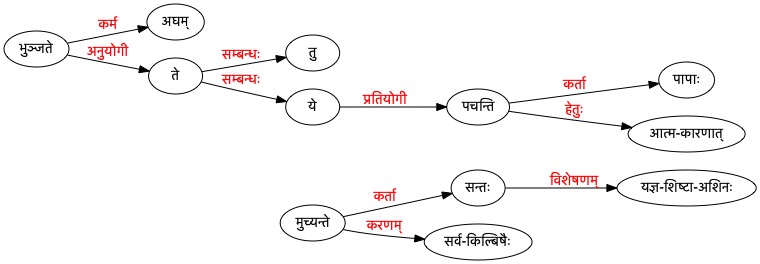 कर्म
अघम्
भुञ्जते
अनुयोगी
ते
सम्बन्धः
तु
सम्बन्धः
ये
प्रतियोगी
पचन्ति
कर्ता
पापाः
हेतुः
आत्म-कारणात्
मुच्यन्ते
कर्ता
सन्तः
विशेषणम्
यज्ञ-शिष्टा-अशिनः
करणम्
सर्व-किल्बिषैः